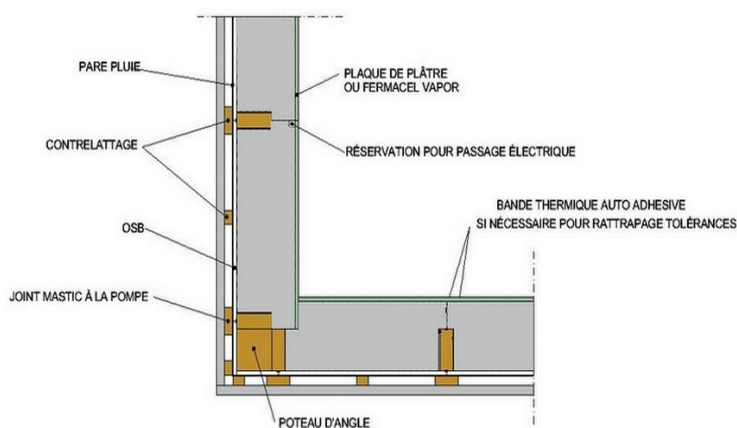 PARE PLUIE
PLAQUE DE PLÂTRE
OU FERMACEL VAPOR
CONTRELATTAGE
RÉSERVATION POUR PASSAGE ÉLECTRIQUE
BANDE THERMIQUE AUTO ADHESIVE
SI NÉCESSAIRE POUR RATTRAPAGE TOLÉRANCES
OSB
JOINT MASTIC À LA POMPE
POTEAU D'ANGLE